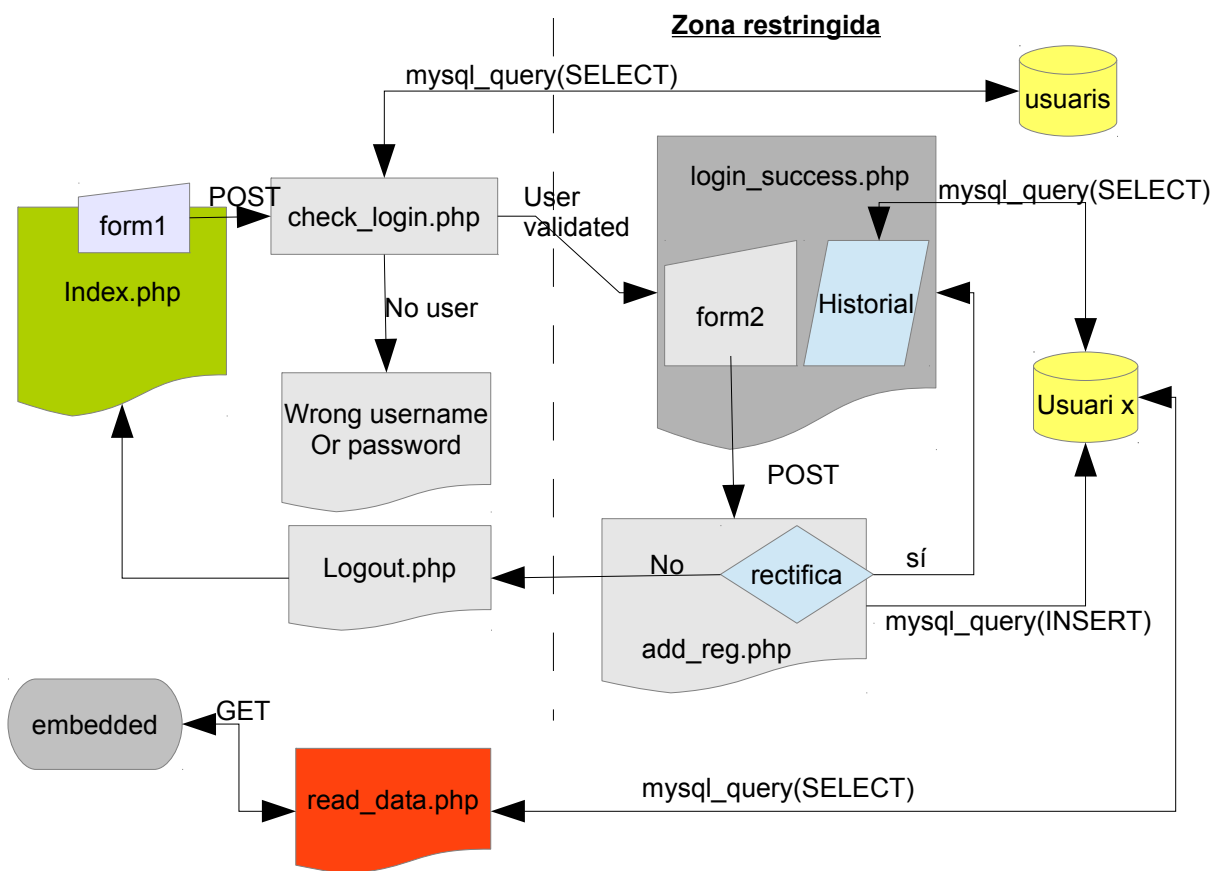 Zona restringida
mysql_query(SELECT)
usuaris
login_success.php
mysql_query(SELECT)
form1
POST
check_login.php
User
validated
Index.php
No user
form2
Historial
Wrong username
Or password
Usuari x
POST
Logout.php
No
rectifica
sí
mysql_query(INSERT)
add_reg.php
embedded
GET
read_data.php
mysql_query(SELECT)